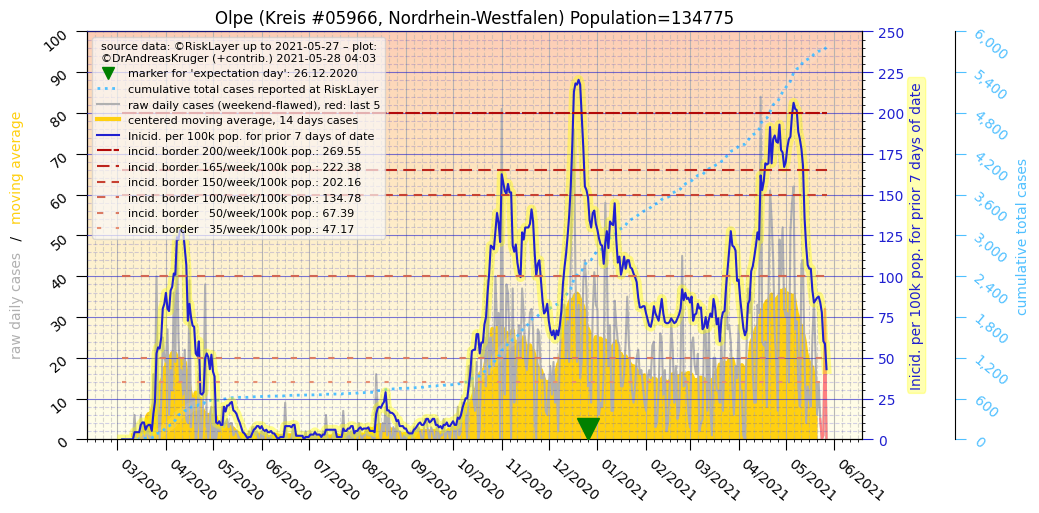 Olpe (Kreis #05966, Nordrhein-Westfalen) Population=134775
source data: ©RiskLayer up to 2021-05-27 – plot:
©DrAndreasKruger (+contrib.) 2021-05-28 04:03
marker for 'expectation day': 26.12.2020
cumulative total cases reported at RiskLayer
raw daily cases (weekend-flawed), red: last 5
centered moving average, 14 days cases
Inicid. per 100k pop. for prior 7 days of date
incid. border 200/week/100k pop.: 269.55
incid. border 165/week/100k pop.: 222.38
incid. border 150/week/100k pop.: 202.16
incid. border 100/week/100k pop.: 134.78
incid. border 50/week/100k pop.: 67.39
incid. border 35/week/100k pop.: 47.17
raw daily cases / moving average
100
90
80
70
60
50
40
30
20
10
0
03/2020
04/2020
05/2020
06/2020
07/2020
08/2020
09/2020
10/2020
11/2020
12/2020
01/2021
02/2021
03/2021
04/2021
05/2021
06/2021
250
225
200
175
150
125
100
75
50
25
0
Inicid. per 100k pop. for prior 7 days of date
6,000
5,400
4,800
4,200
3,600
3,000
2,400
1,800
1,200
600
0
cumulative total cases